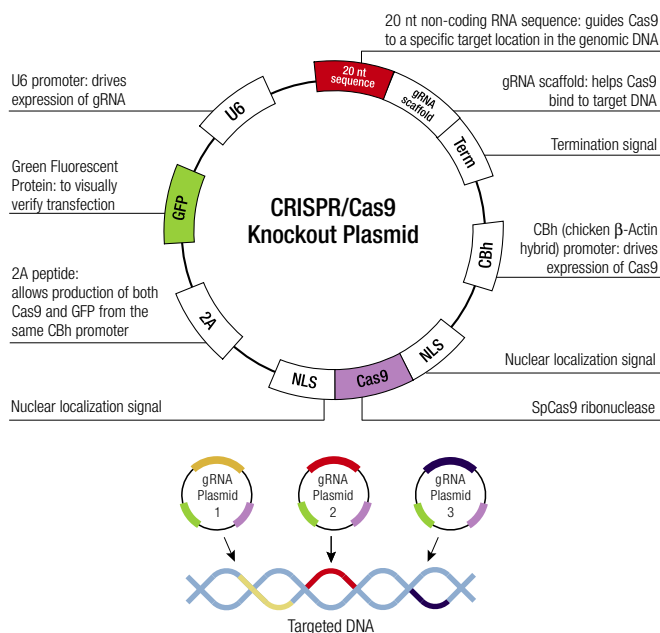 20 nt non-coding RNA sequence: guides Cas9
to a specific target location in the genomic DNA
U6 promoter: drives
expression of gRNA
20 nt
sequence
gRNA
scaffold
gRNA scaffold: helps Cas9
bind to target DNA
U6
Term
Termination signal
Green Fluorescent
Protein: to visually
verify transfection
GFP
CRISPR/Cas9
Knockout Plasmid
CBh
CBh (chicken β-Actin
hybrid) promoter: drives
expression of Cas9
2A peptide:
allows production of both
Cas9 and GFP from the
same CBh promoter
2A
NLS
Cas9
NLS
Nuclear localization signal
Nuclear localization signal
SpCas9 ribonuclease
gRNA
Plasmid
1
gRNA
Plasmid
2
gRNA
Plasmid
3
Targeted DNA